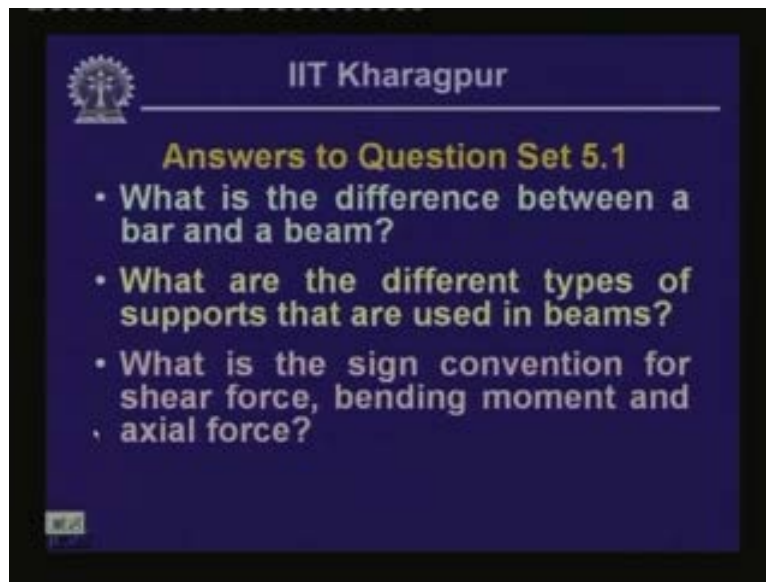 IIT Kharagpur
Answers to Question Set 5.1
• What is the difference between a
bar and a beam?
• What are the different types of
supports that are used in beams?
• What is the sign convention for
shear force, bending moment and
axial force?